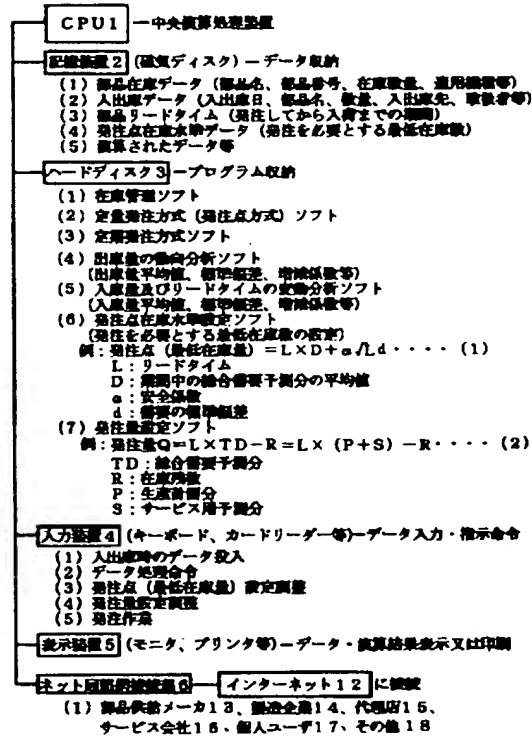 CPU1 ー中央演算処理装置
記憶装置2 (磁気ディスク) ーデータ収納
(1) 部品在庫データ (部品名、部品番号、在庫数量、適用機種等)
(2) 入出庫データ (入出庫日、部品名、数量、入出庫先、取扱者等)
(3) 部品リードタイム (発注してから入荷までの期間)
(4) 発注点在庫水準データ (発注を必要とする最低在庫数)
(5) 演算されたデータ等
ハードディスク3 ープログラム収納
(1) 在庫管理ソフト
(2) 定量発注方式 (発注点方式) ソフト
(3) 定期発注方式ソフト
(4) 出庫量の傾向分析ソフト
(出庫量平均値、標準偏差、増減係数等)
(5) 入庫量及びリードタイムの変動分析ソフト
(入庫量平均値、標準偏差、増減係数等)
(6) 発注点在庫水準設定ソフト
(発注を必要とする最低在庫数の設定)
例:発注点 (最低在庫量) =L×D+α√Ld・・・・ (1)
L:リードタイム
D:期間中の総合需要予測分の平均値
α:安全係数
d:需要の標準偏差
(7) 発注量設定ソフト
例:発注量Q=L×TD−R=L× (P+S) −R・・・・ (2)
TD:総合需要予測分
R:在庫残数
P:生産計画分
S:サービス用予測分
入力装置4 (キーボード、カードリーダー等)ーデータ入力・指示命令
(1) 入出庫時のデータ投入
(2) データ処理命令
(3) 発注点 (最低在庫量) 設定調整
(4) 発注量設定調整
(5) 発注作業
表示装置5 (モニタ、プリンタ等) ーデータ・演算結果表示又は印刷
ネット回線網接続器6 ー インターネット12 に接続
(1) 部品供給メーカ13、製造企業14、代理店15、
サービス会社16、個人ユーザ17、その他18